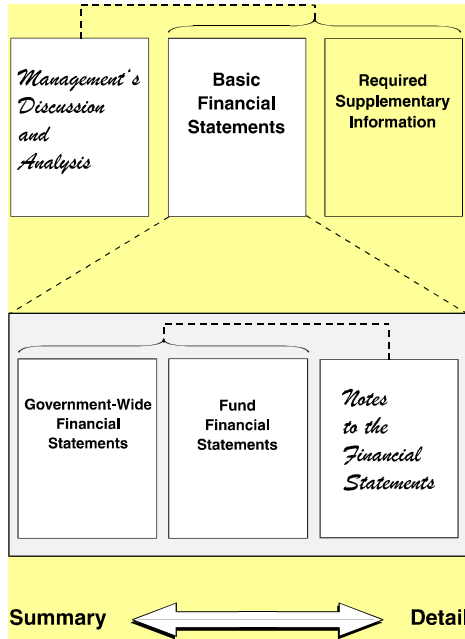 Management's
Discussion
and
Analysis
Basic
Financial
Statements
Required
Supplementary
Information
Government-Wide
Financial
Statements
Fund
Financial
Statements
Notes
to the
Financial
Statements
Summary
Detail